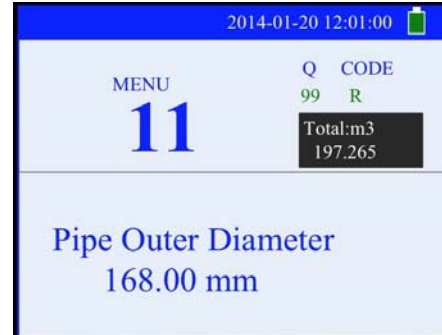 2014-01-20 12:01:00
MENU
11
Q CODE
99 R
Total:m3
197.265
Pipe Outer Diameter
168.00 mm